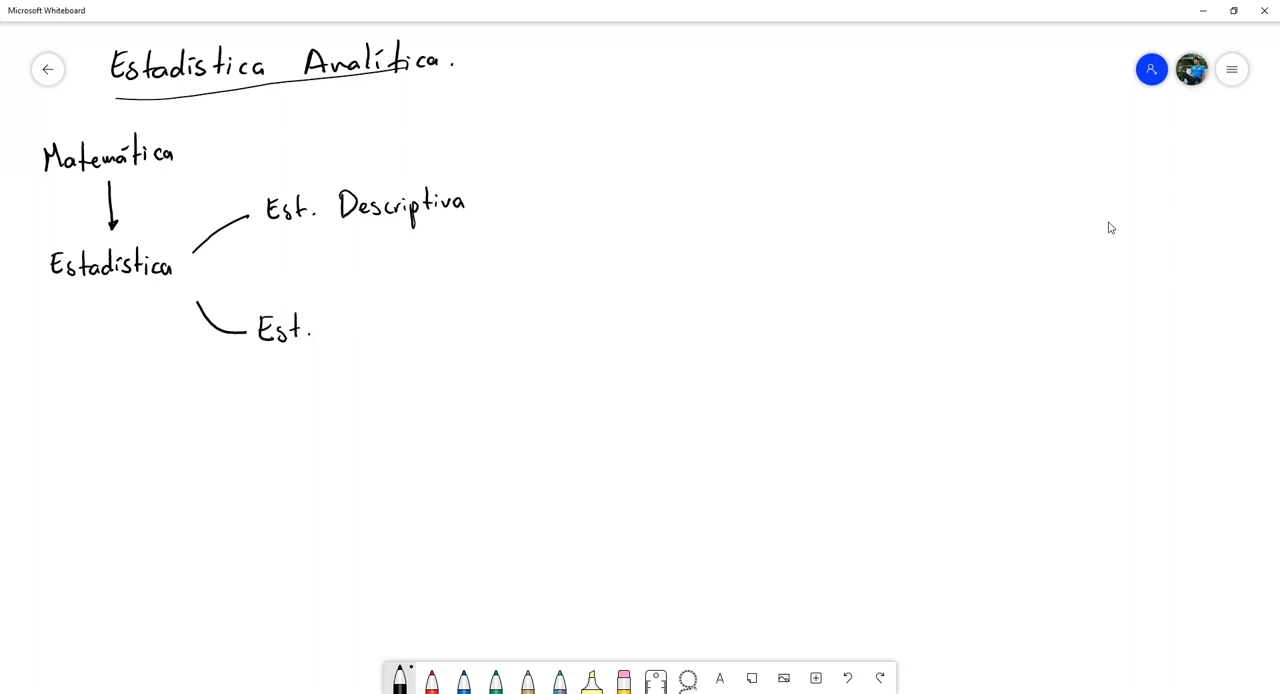 Microsoft Whiteboard
Estadística Analítica.
Matemática
Est. Descriptiva
Estadística
Est.